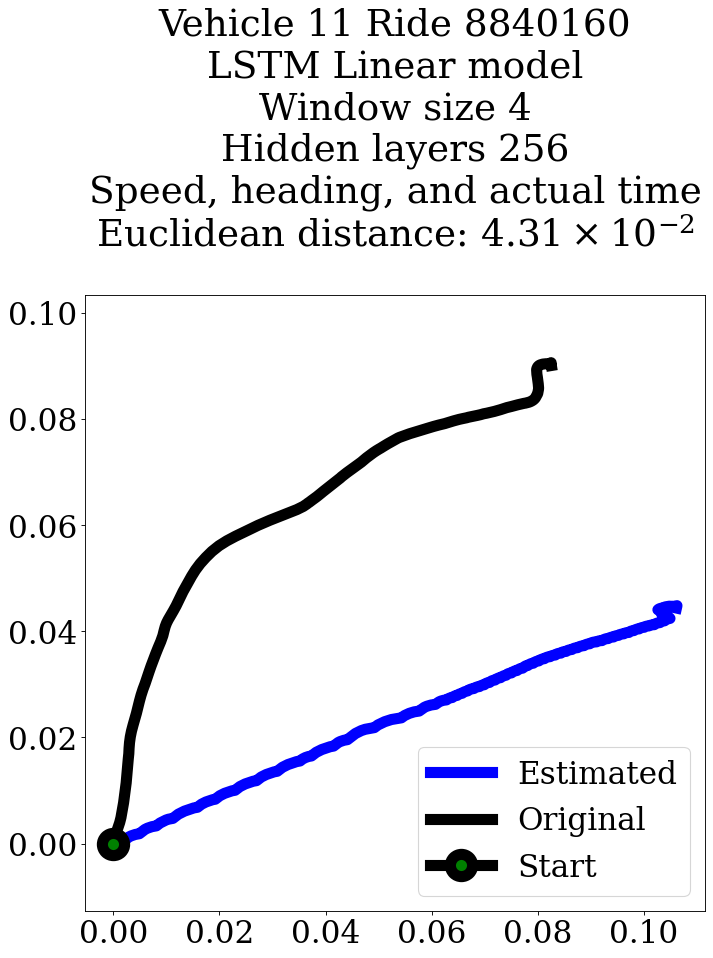 Vehicle 11 Ride 8840160
LSTM Linear model
Window size 4
Hidden layers 256
Speed, heading, and actual time
Euclidean distance: 4.31 × 10⁻²
0.10
0.08
0.06
0.04
0.02
0.00
Estimated
Original
Start
0.00 0.02 0.04 0.06 0.08 0.10